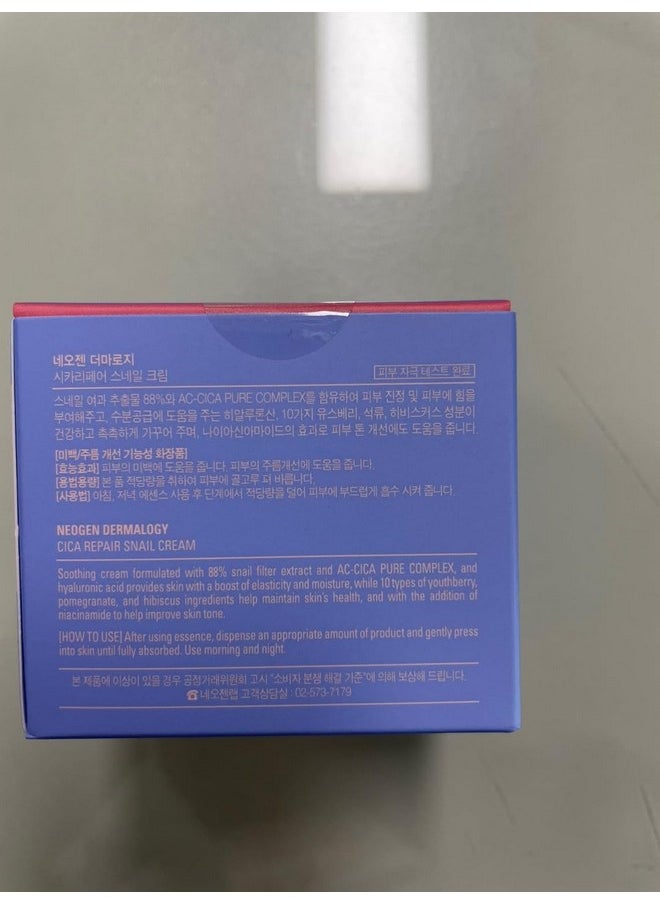 네오젠 더마로지
시카리페어 스네일 크림
피부 자극 테스트 완료
스네일 여과 추출물 88%와 AC-CICA PURE COMPLEX를 함유하여 피부 진정 및 피부에 힘을
부여해주고, 수분공급에 도움을 주는 히알루론산, 10가지 유스베리, 석류, 히비스커스 성분이
건강하고 촉촉하게 가꾸어 주며, 나이아신아마이드의 효과로 피부 톤 개선에도 도움을 줍니다.
[미백/주름 개선 기능성 화장품]
[효능효과] 피부의 미백에 도움을 줍니다. 피부의 주름개선에 도움을 줍니다.
[용법용량] 본 품 적당량을 취하여 피부에 골고루 펴 바릅니다.
[사용법] 아침, 저녁 에센스 사용 후 단계에서 적당량을 덜어 피부에 부드럽게 흡수 시켜 줍니다.
NEOGEN DERMALOGY
CICA REPAIR SNAIL CREAM
Soothing cream formulated with 88% snail filter extract and AC-CICA PURE COMPLEX, and
hyaluronic acid provides skin with a boost of elasticity and moisture, while 10 types of youthberry,
pomegranate, and hibiscus ingredients help maintain skin's health, and with the addition of
niacinamide to help improve skin tone.
[HOW TO USE] After using essence, dispense an appropriate amount of product and gently press
into skin until fully absorbed. Use morning and night.
본 제품에 이상이 있을 경우 공정거래위원회 고시 "소비자 분쟁 해결 기준"에 의해 보상해 드립니다.
☎네오젠랩 고객상담실 : 02-573-7179